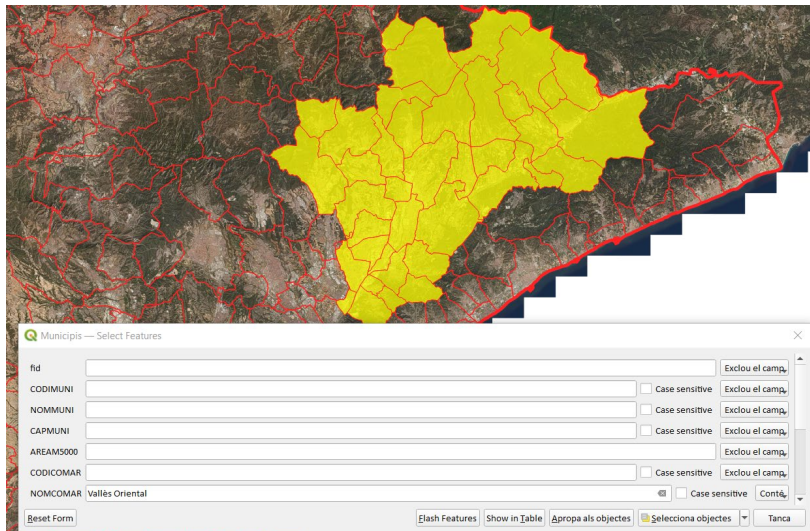 Municipis — Select Features
fid Exclou el camp
CODIMUNI Case sensitive Exclou el camp
NOMMUNI Case sensitive Exclou el camp
CAPMUNI Case sensitive Exclou el camp
AREAM5000 Exclou el camp
CODICOMAR Case sensitive Exclou el camp
NOMCOMAR Vallès Oriental Case sensitive Conté
Reset Form Flash Features Show in Table Apropa als objectes Selecciona objectes Tanca